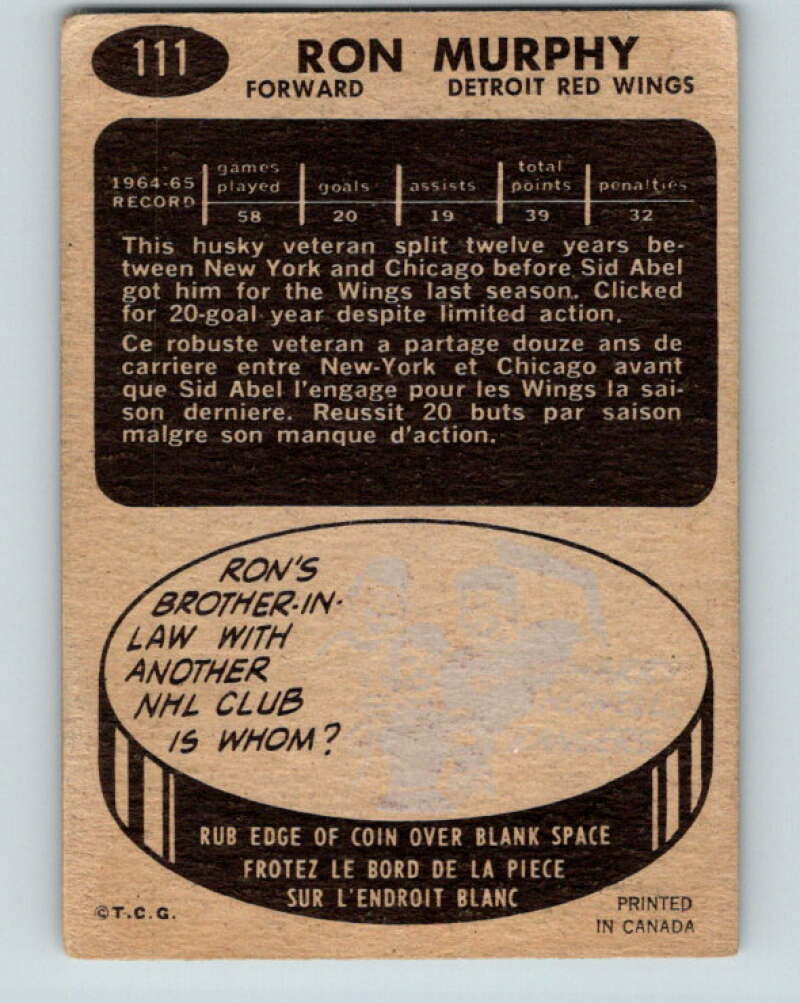 111
RON MURPHY
FORWARD DETROIT RED WINGS
1964-65 RECORD games played goals assists total points penalties
58 20 19 39 32
This husky veteran split twelve years be-
tween New York and Chicago before Sid Abel
got him for the Wings last season. Clicked
for 20-goal year despite limited action.
Ce robuste veteran a partage douze ans de
carriere entre New-York et Chicago avant
que Sid Abel l'engage pour les Wings la sai-
son derniere. Reussit 20 buts par saison
malgre son manque d'action.
RON'S
BROTHER-IN-
LAW WITH
ANOTHER
NHL CLUB
IS WHOM?
RUB EDGE OF COIN OVER BLANK SPACE
FROTEZ LE BORD DE LA PIECE
SUR L'ENDROIT BLANC
©T.C.G.
PRINTED
IN CANADA